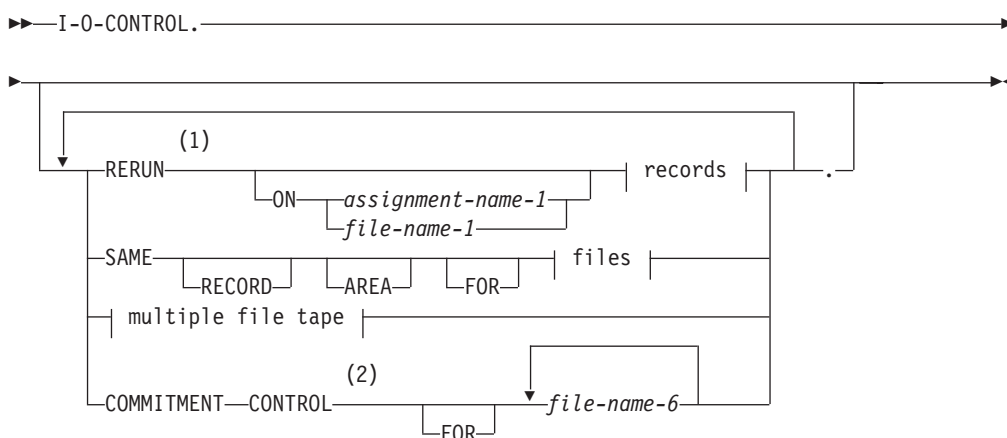 I-O-CONTROL.
(1)
RERUN records .
ON assignment-name-1
file-name-1
SAME files
RECORD AREA FOR
multiple file tape
(2)
COMMITMENT CONTROL file-name-6
FOR